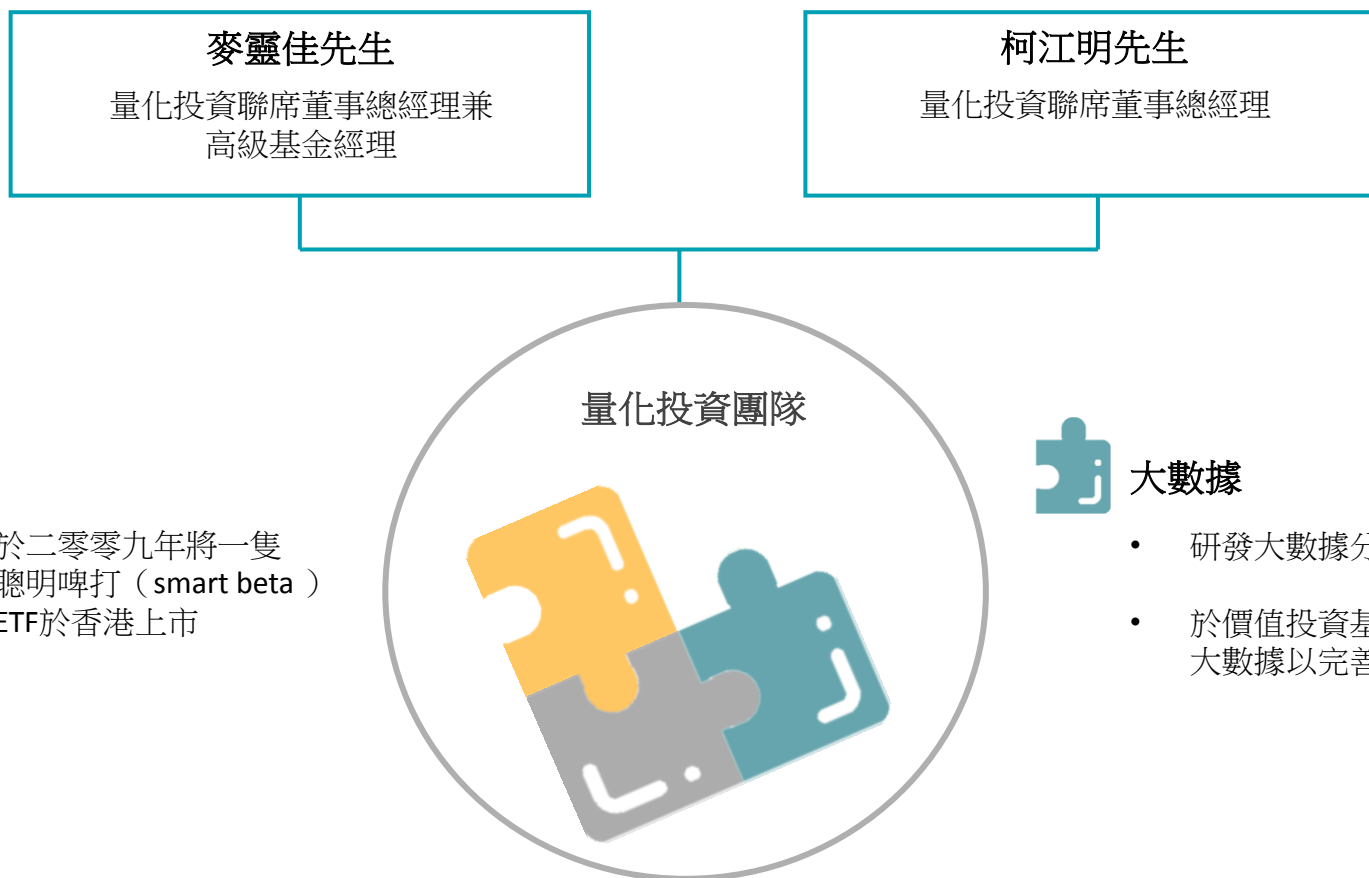 麥靈佳先生
量化投資聯席董事總經理兼
高級基金經理
柯江明先生
量化投資聯席董事總經理
量化投資團隊
於二零零九年將一隻
聰明啤打（smart beta ）
ETF於香港上市
大數據
• 研發大數據
• 於價值投資
大數據以完